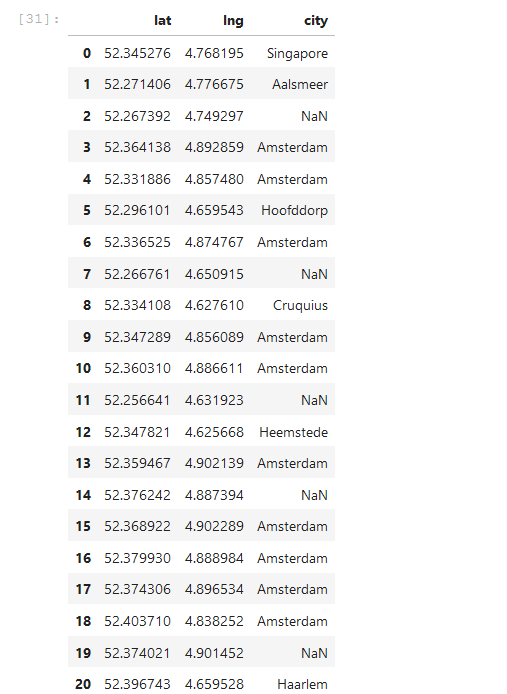 [31]: lat lng city
0 52.345276 4.768195 Singapore
1 52.271406 4.776675 Aalsmeer
2 52.267392 4.749297 NaN
3 52.364138 4.892859 Amsterdam
4 52.331886 4.857480 Amsterdam
5 52.296101 4.659543 Hoofddorp
6 52.336525 4.874767 Amsterdam
7 52.266761 4.650915 NaN
8 52.334108 4.627610 Cruquius
9 52.347289 4.856089 Amsterdam
10 52.360310 4.886611 Amsterdam
11 52.256641 4.631923 NaN
12 52.347821 4.625668 Heemstede
13 52.359467 4.902139 Amsterdam
14 52.376242 4.887394 NaN
15 52.368922 4.902289 Amsterdam
16 52.379930 4.888984 Amsterdam
17 52.374306 4.896534 Amsterdam
18 52.403710 4.838252 Amsterdam
19 52.374021 4.901452 NaN
20 52.396743 4.659528 Haarlem